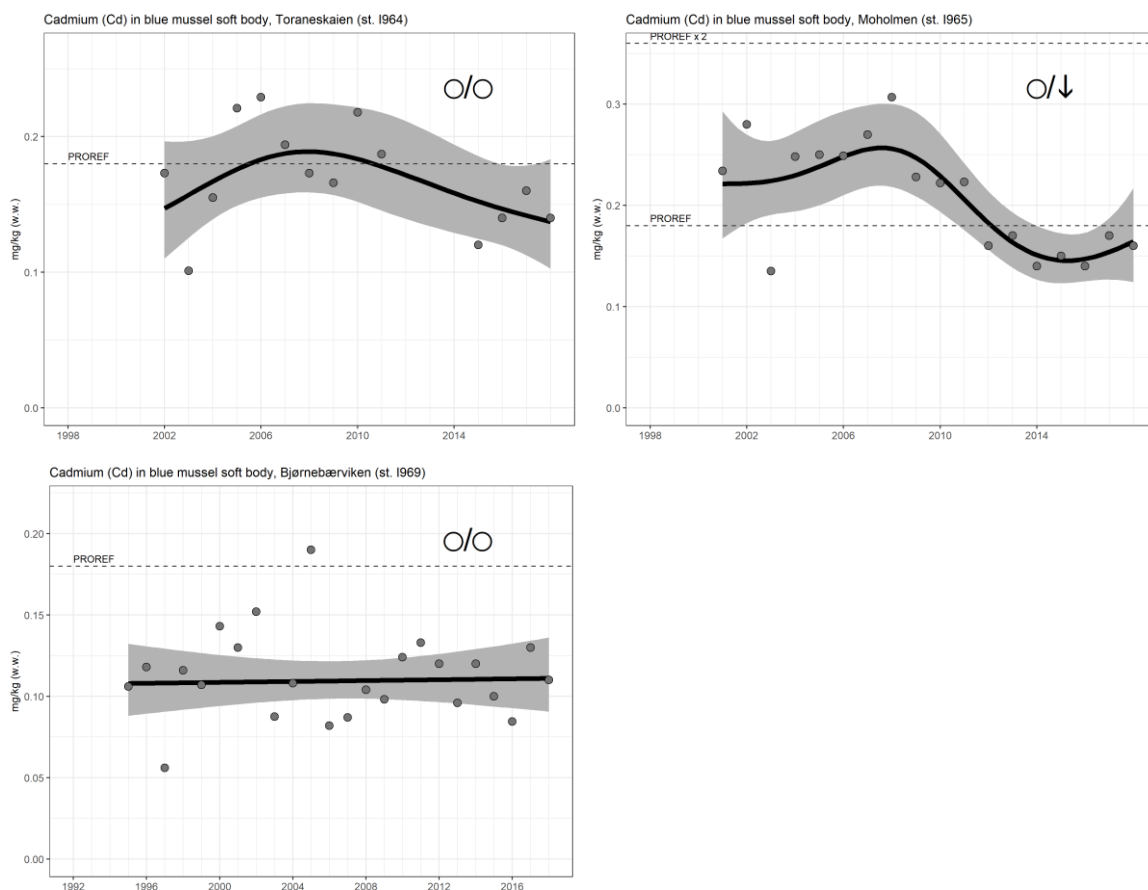 Cadmium (Cd) in blue mussel soft body, Toraneskaien (st. I964)
mg/kg (w.w.)
0.2
0.1
0.0
PROREF
○/○
1998 2002 2006 2010 2014
Cadmium (Cd) in blue mussel soft body, Moholmen (st. I965)
mg/kg (w.w.)
PROREF x 2
0.3
0.2
0.1
0.0
PROREF
○/↓
1998 2002 2006 2010 2014
Cadmium (Cd) in blue mussel soft body, Bjørnebærviken (st. I969)
mg/kg (w.w.)
0.20
0.15
0.10
0.05
0.00
PROREF
○/○
1992 1996 2000 2004 2008 2012 2016